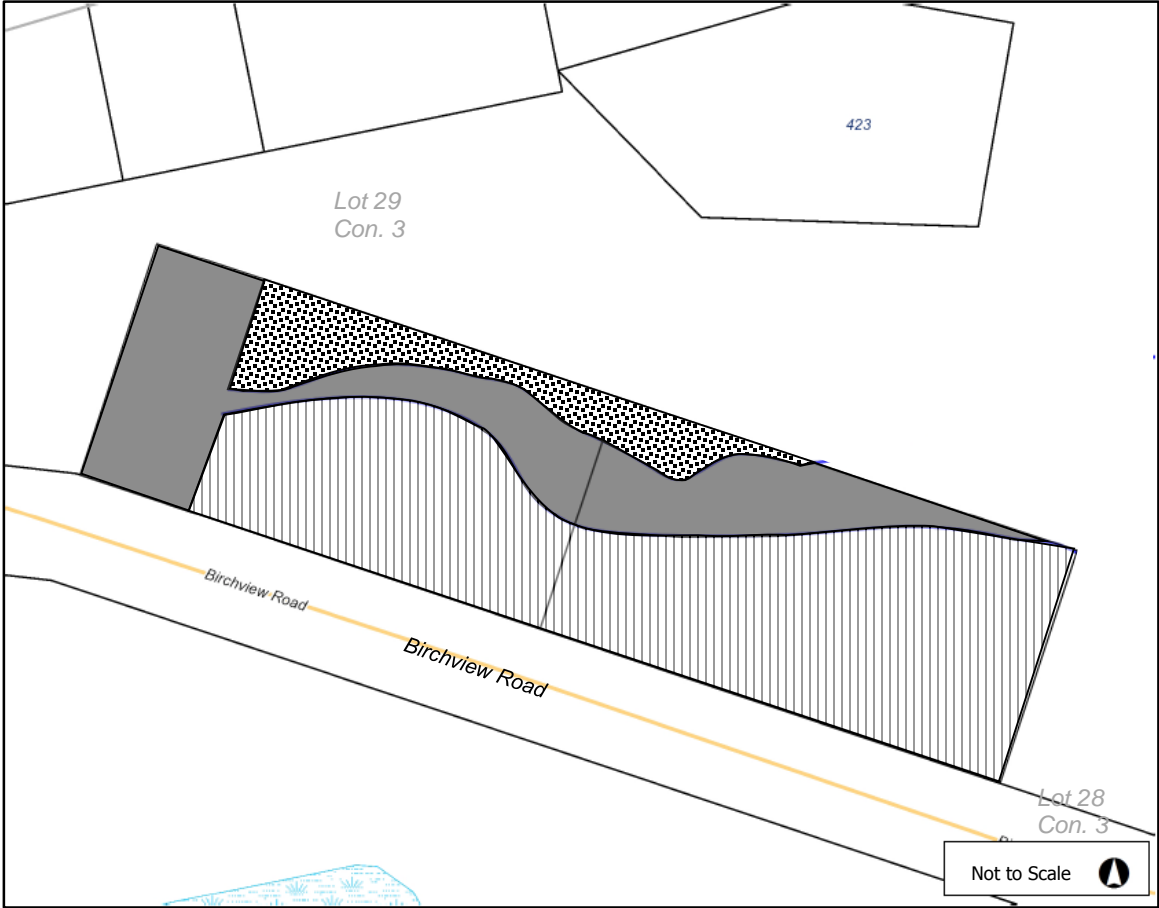 423
Lot 29
Con. 3
Birchview Road
Birchview Road
Lot 28
Con. 3
Not to Scale